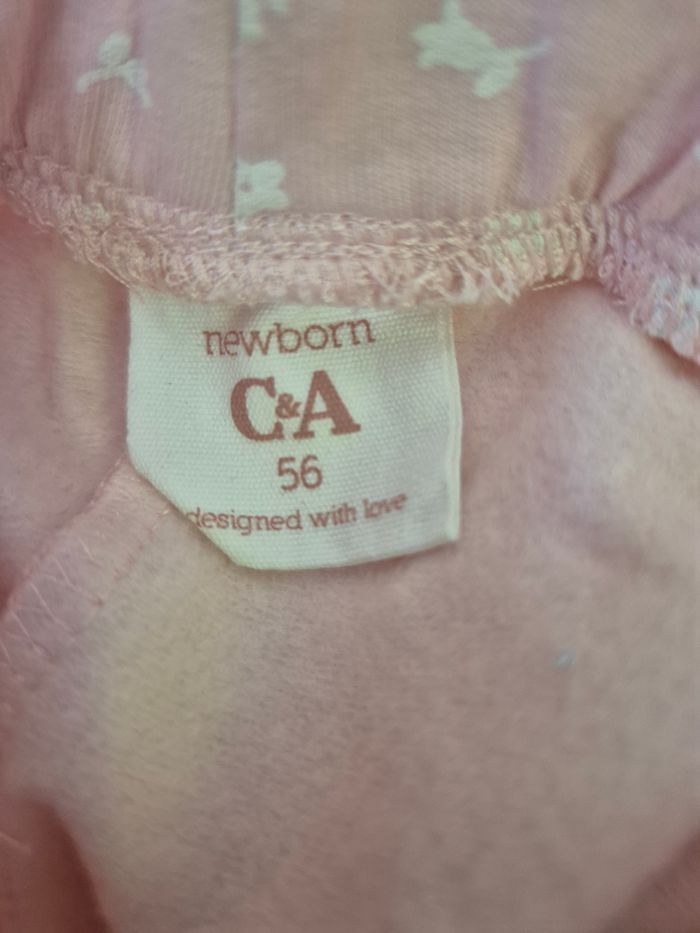 newborn
C&A
56
designed with love